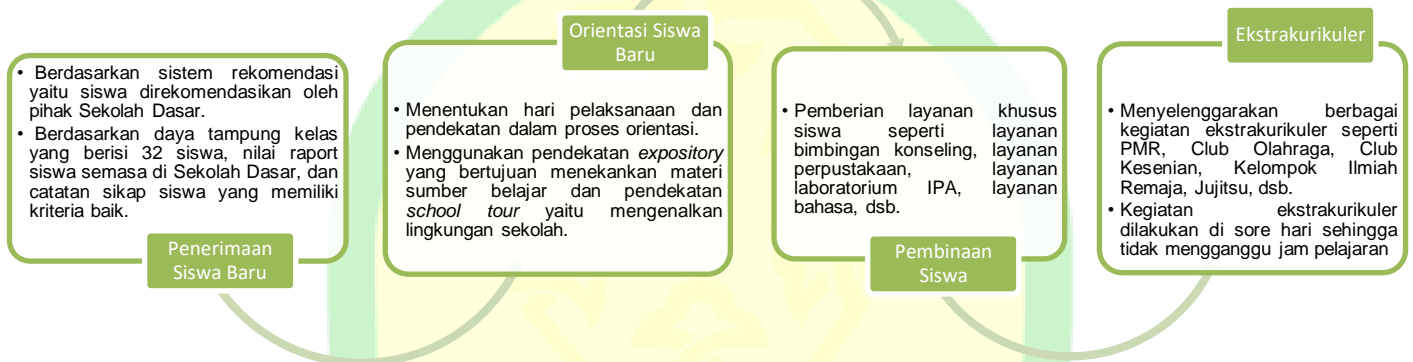 • Berdasarkan sistem rekomendasi
yaitu siswa direkomendasikan oleh
pihak Sekolah Dasar.
• Berdasarkan daya tampung kelas
yang berisi 32 siswa, nilai raport
siswa semasa di Sekolah Dasar, dan
catatan sikap siswa yang memiliki
kriteria baik.
Penerimaan
Siswa Baru
Orientasi Siswa
Baru
• Menentukan hari pelaksanaan dan
pendekatan dalam proses orientasi.
• Menggunakan pendekatan expository
yang bertujuan menekankan materi
sumber belajar dan pendekatan
school tour yaitu mengenalkan
lingkungan sekolah.
• Pemberian layanan khusus
siswa seperti layanan
bimbingan konseling, layanan
perpustakaan, layanan
laboratorium IPA, layanan
bahasa, dsb.
Pembinaan
Siswa
Ekstrakurikuler
• Menyelenggarakan berbagai
kegiatan ekstrakurikuler seperti
PMR, Club Olahraga, Club
Kesenian, Kelompok Ilmiah
Remaja, Jujitsu, dsb.
• Kegiatan ekstrakurikuler
dilakukan di sore hari sehingga
tidak mengganggu jam pelajaran